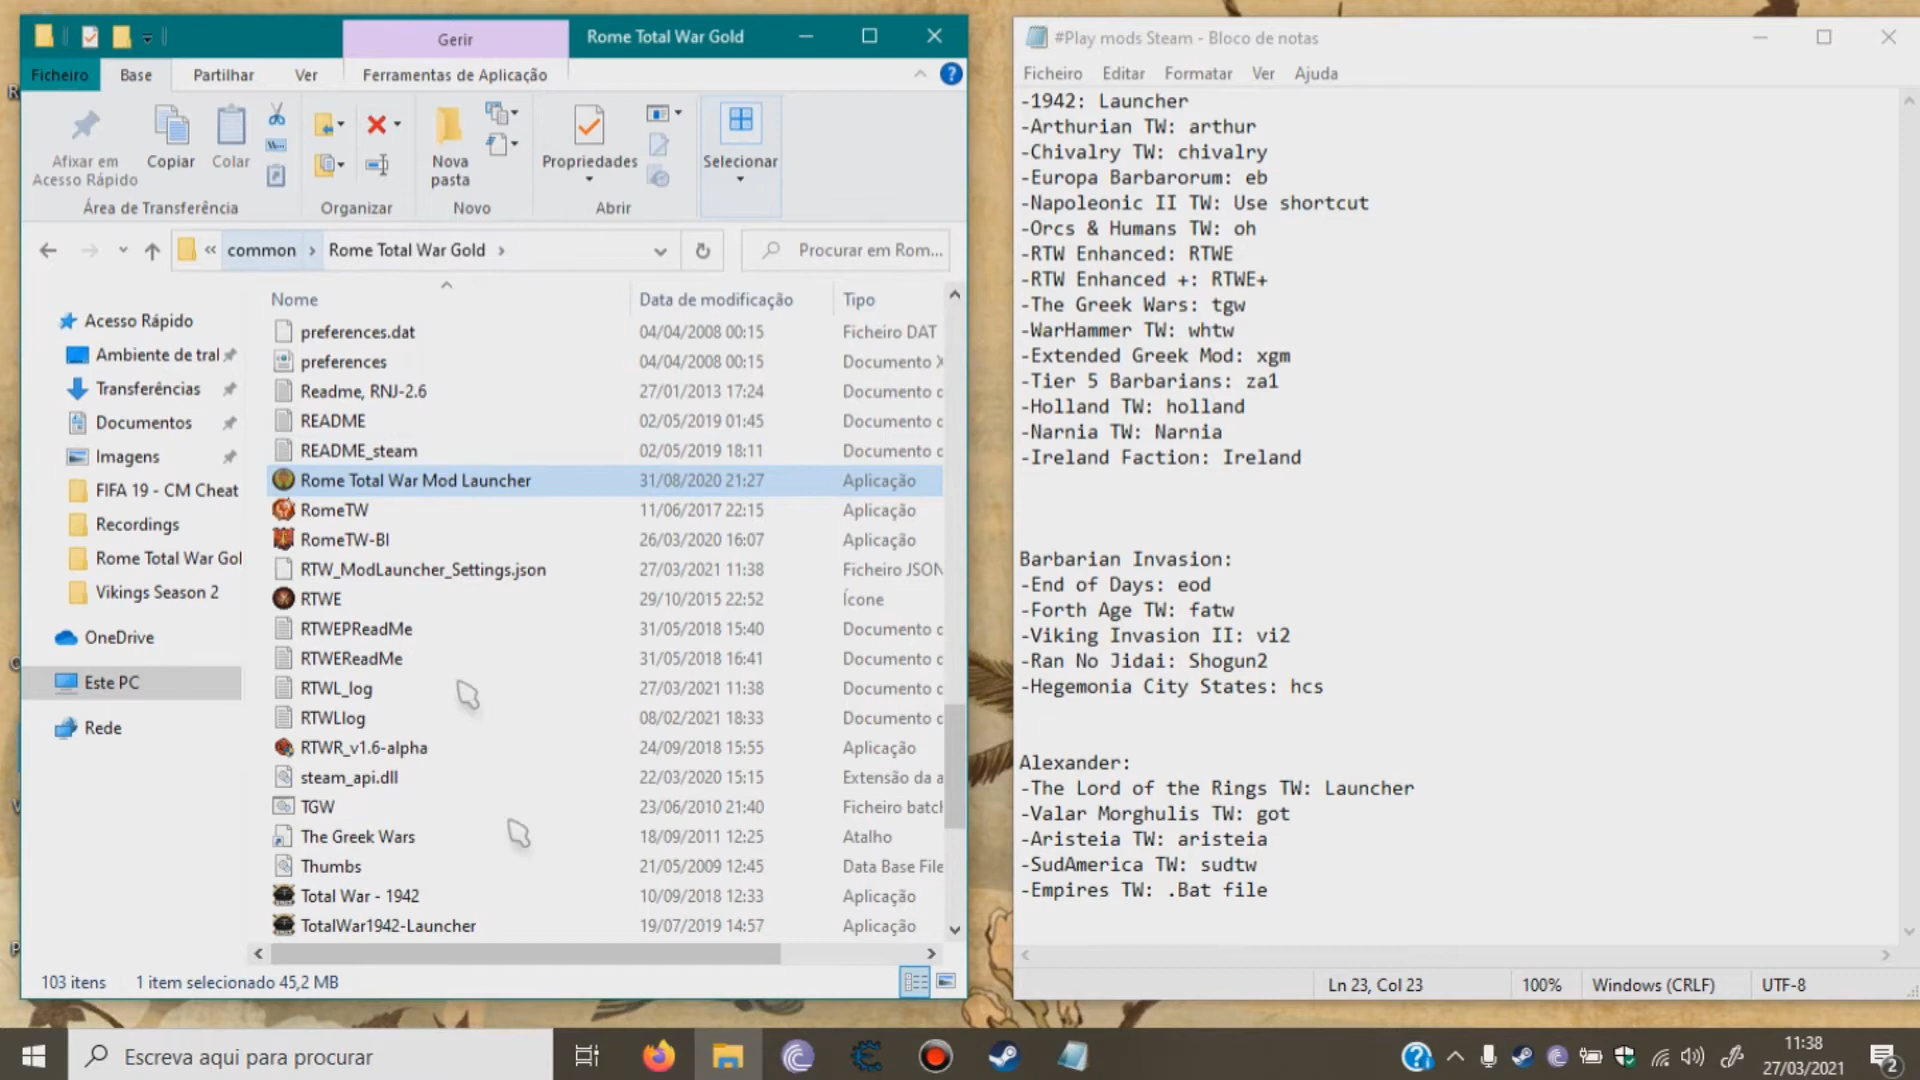 Gerir
Rome Total War Gold
Ficheiro
Base
Partilhar
Ver
Ferramentas de Aplicação
Afixar em
Acesso Rápido
Copiar
Colar
Nova
pasta
Propriedades
Selecionar
Área de Transferência
Organizar
Novo
Abrir
common
Rome Total War Gold
Procurar em Rom...
Acesso Rápido
Ambiente de tral
Transferências
Documentos
Imagens
FIFA 19 - CM Cheat
Recordings
Rome Total War Gol
Vikings Season 2
OneDrive
Este PC
Rede
Nome Data de modificação Tipo
preferences.dat 04/04/2008 00:15 Ficheiro DAT
preferences 04/04/2008 00:15 Documento X
Readme, RNJ-2.6 27/01/2013 17:24 Documento d
README 02/05/2019 01:45 Documento d
README_steam 02/05/2019 18:11 Documento d
Rome Total War Mod Launcher 31/08/2020 21:27 Aplicação
RomeTW 11/06/2017 22:15 Aplicação
RomeTW-BI 26/03/2020 16:07 Aplicação
RTW_ModLauncher_Settings.json 27/03/2021 11:38 Ficheiro JSON
RTWE 29/10/2015 22:52 Ícone
RTWEPReadMe 31/05/2018 15:40 Documento d
RTWEReadMe 31/05/2018 16:41 Documento d
RTWL_log 27/03/2021 11:38 Documento d
RTWLlog 08/02/2021 18:33 Documento d
RTWR_v1.6-alpha 24/09/2018 15:55 Aplicação
steam_api.dll 22/03/2020 15:15 Extensão da a
TGW 23/06/2010 21:40 Ficheiro batch
The Greek Wars 18/09/2011 12:25 Atalho
Thumbs 21/05/2009 12:45 Data Base File
Total War - 1942 10/09/2018 12:33 Aplicação
TotalWar1942-Launcher 19/07/2019 14:57 Aplicação
103 itens 1 item selecionado 45,2 MB
#Play mods Steam - Bloco de notas
Ficheiro Editar Formatar Ver Ajuda
-1942: Launcher
-Arthurian TW: arthur
-Chivalry TW: chivalry
-Europa Barbarorum: eb
-Napoleonic II TW: Use shortcut
-Orcs & Humans TW: oh
-RTW Enhanced: RTWE
-RTW Enhanced +: RTWE+
-The Greek Wars: tgw
-WarHammer TW: whtw
-Extended Greek Mod: xgm
-Tier 5 Barbarians: za1
-Holland TW: holland
-Narnia TW: Narnia
-Ireland Faction: Ireland
Barbarian Invasion:
-End of Days: eod
-Forth Age TW: fatw
-Viking Invasion II: vi2
-Ran No Jidai: Shogun2
-Hegemonia City States: hcs
Alexander:
-The Lord of the Rings TW: Launcher
-Valar Morghulis TW: got
-Aristeia TW: aristeia
-SudAmerica TW: sudtw
-Empires TW: .Bat file
Ln 23, Col 23 100% Windows (CRLF) UTF-8
Escreva aqui para procurar
11:38
27/03/2021
2